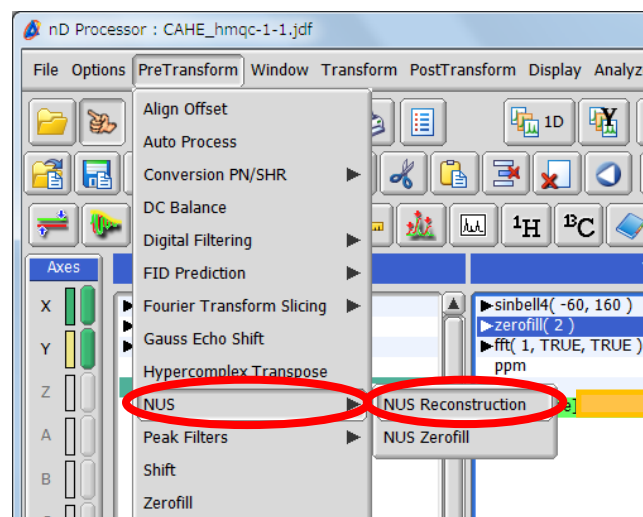 nD Processor : CAHE_hmqc-1-1.jdf
File Options PreTransform Window Transform PostTransform Display Analyz
1D
Align Offset
Auto Process
Conversion PN/SHR
DC Balance
Digital Filtering
FID Prediction
Fourier Transform Slicing
Gauss Echo Shift
Hypercomplex Transpose
NUS
Peak Filters
Shift
Zerofill
NUS Reconstruction
NUS Zerofill
¹H
¹³C
Axes
X
Y
Z
A
B
sinbell4( -60, 160 )
zerofill( 2 )
fft( 1, TRUE, TRUE )
ppm
e]